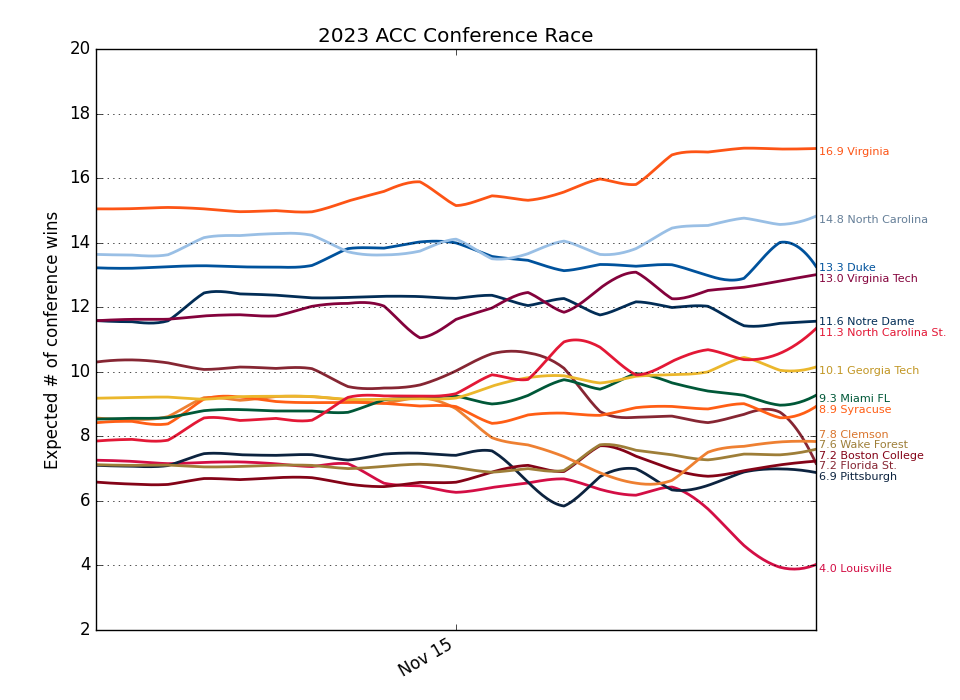 2023 ACC Conference Race
Expected # of conference wins
20
18
16
14
12
10
8
6
4
2
Nov 15
16.9 Virginia
14.8 North Carolina
13.3 Duke
13.0 Virginia Tech
11.6 Notre Dame
11.3 North Carolina St.
10.1 Georgia Tech
9.3 Miami FL
8.9 Syracuse
7.8 Clemson
7.6 Wake Forest
7.2 Boston College
7.2 Florida St.
6.9 Pittsburgh
4.0 Louisville